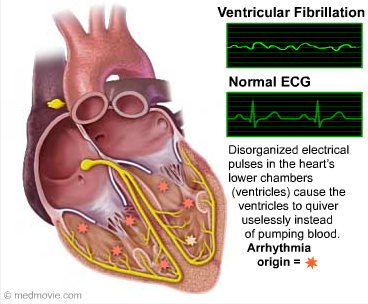 Ventricular Fibrillation
Normal ECG
Disorganized electrical
pulses in the heart's
lower chambers
(ventricles) cause the
ventricles to quiver
uselessly instead
of pumping blood.
Arrhythmia
origin =
© medmovie.com